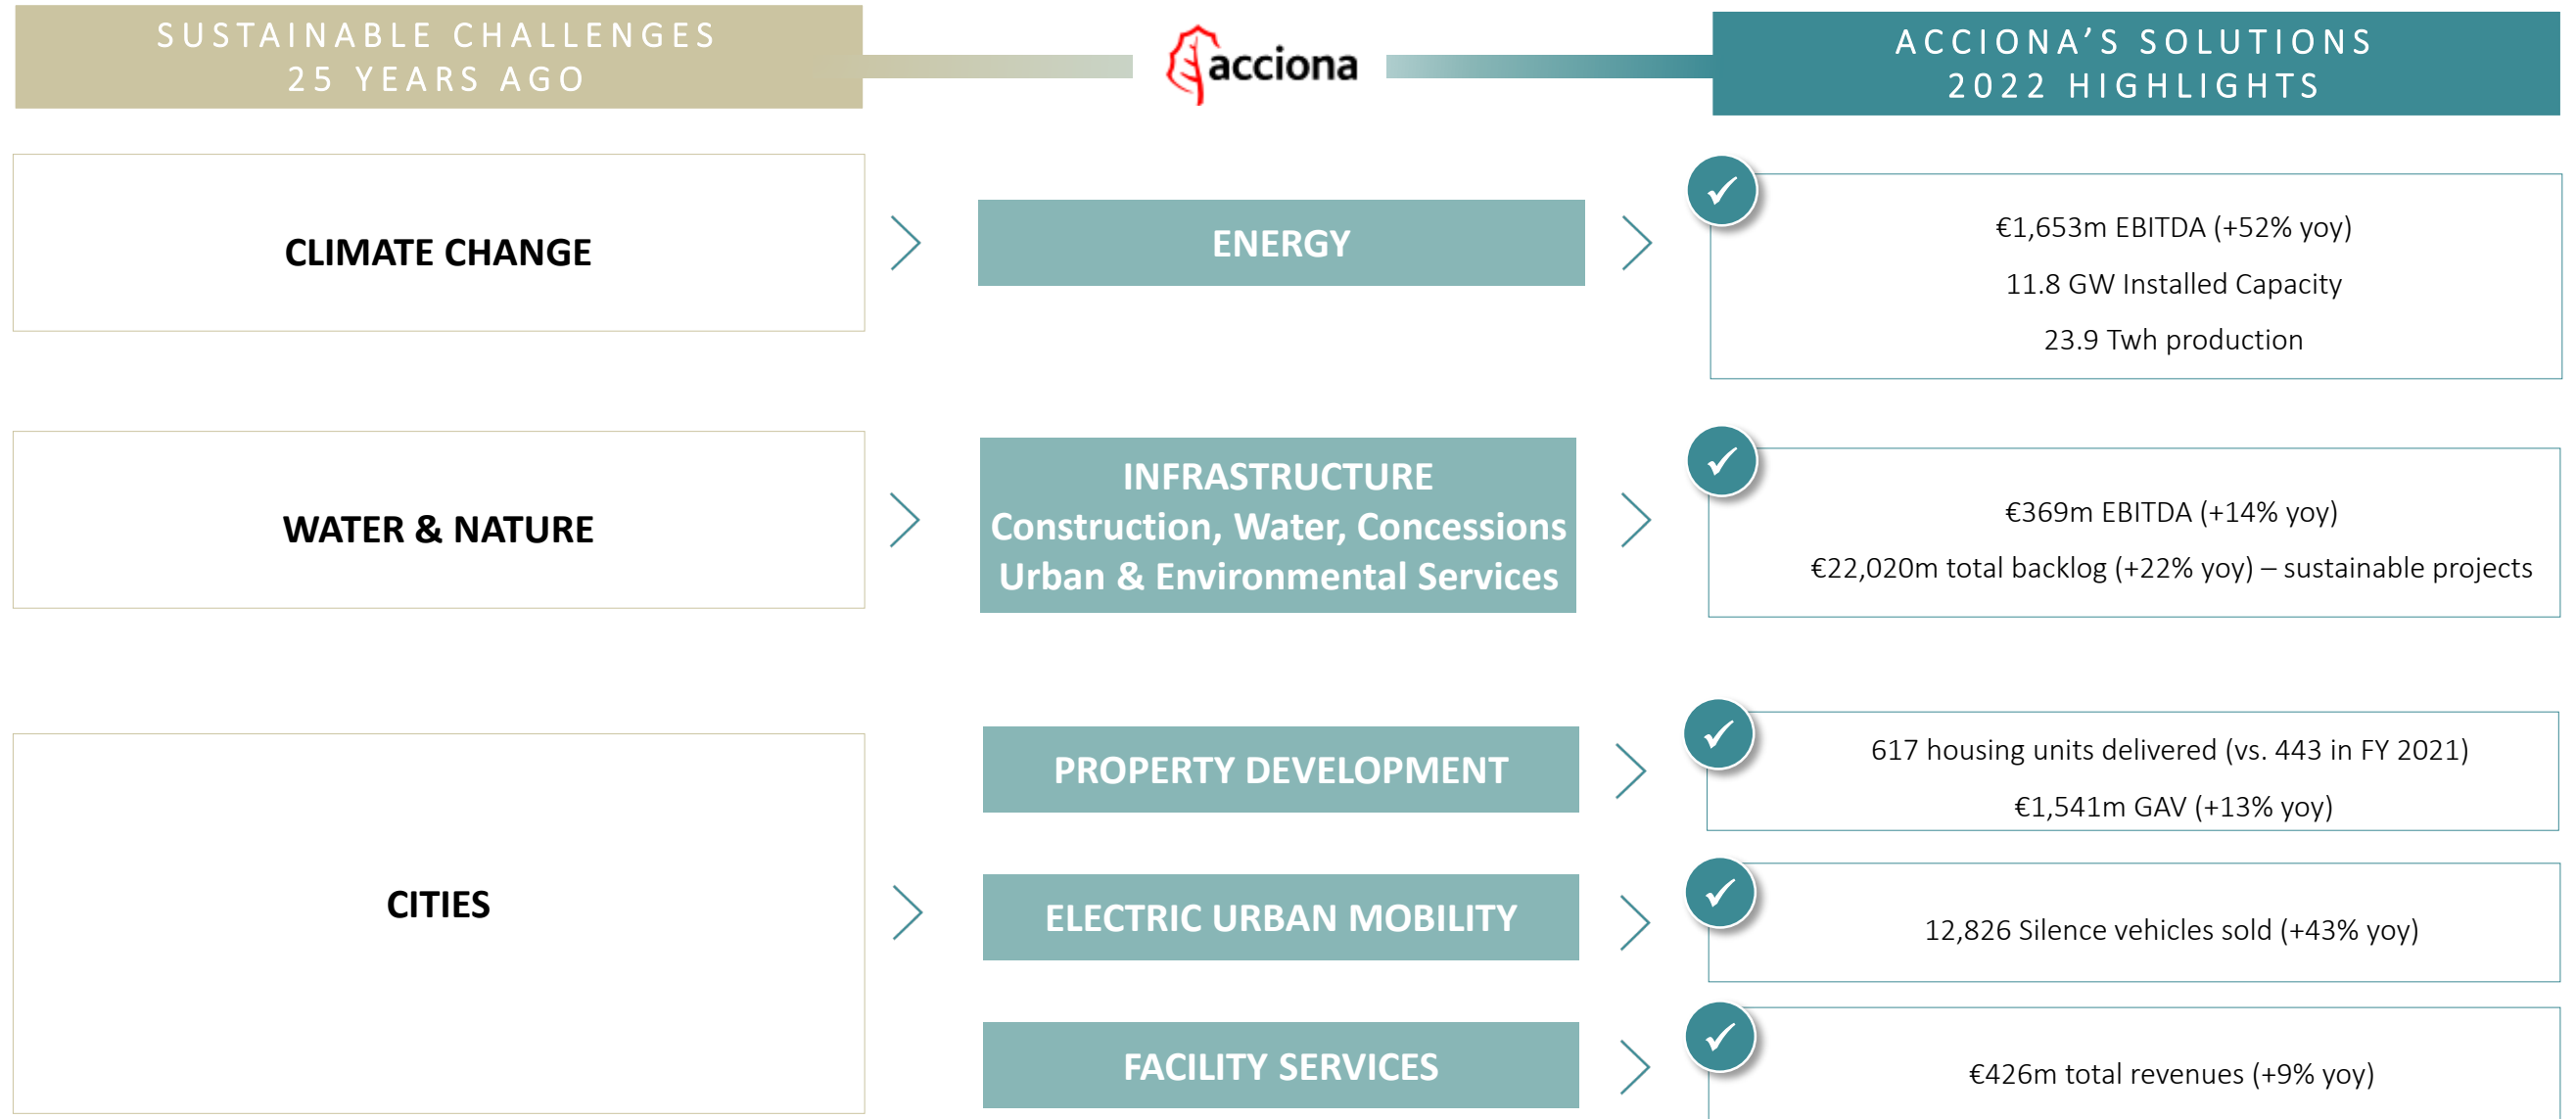 SUSTAINABLE CHALLENGES
25 YEARS AGO
acciona
ACCIONA'S SOLUTIONS
2022 HIGHLIGHTS
CLIMATE CHANGE
ENERGY
€1,653m EBITDA (+52% yoy)
11.8 GW Installed Capacity
23.9 Twh production
WATER & NATURE
INFRASTRUCTURE
Construction, Water, Concessions
Urban & Environmental Services
€369m EBITDA (+14% yoy)
€22,020m total backlog (+22% yoy) – sustainable projects
CITIES
PROPERTY DEVELOPMENT
617 housing units delivered (vs. 443 in FY 2021)
€1,541m GAV (+13% yoy)
ELECTRIC URBAN MOBILITY
12,826 Silence vehicles sold (+43% yoy)
FACILITY SERVICES
€426m total revenues (+9% yoy)